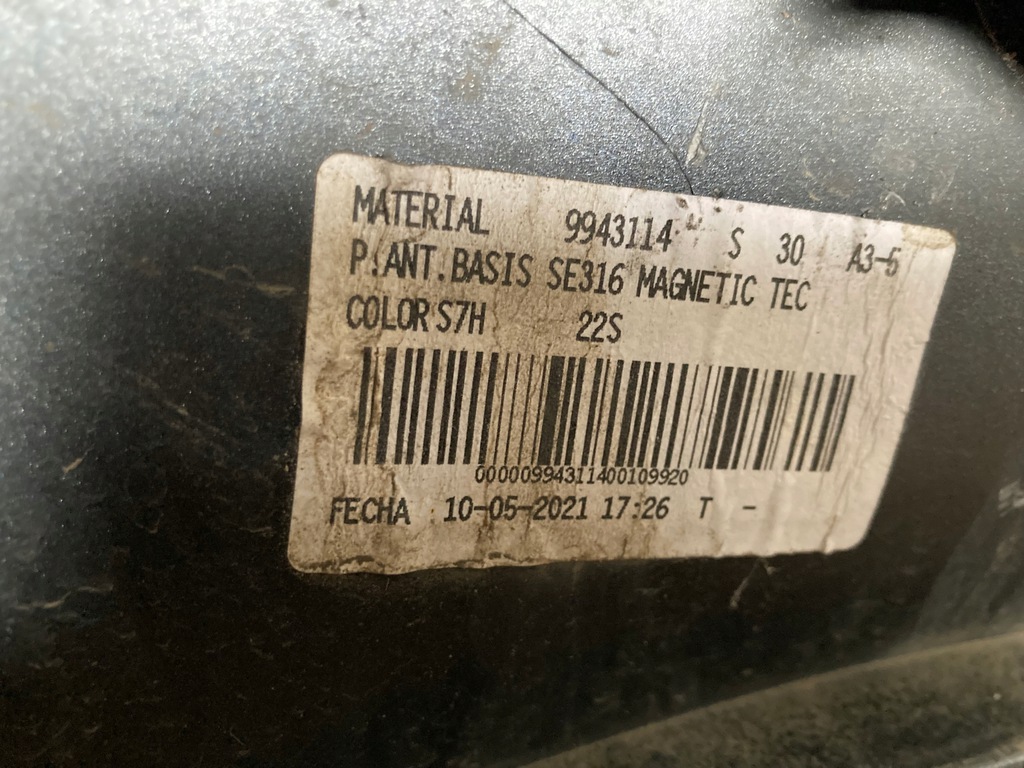 MATERIAL 9943114 S 30 A3-5
P.ANT.BASIS SE316 MAGNETIC TEC
COLOR S7H 22S
00000994311400109920
FECHA 10-05-2021 17:26 T -